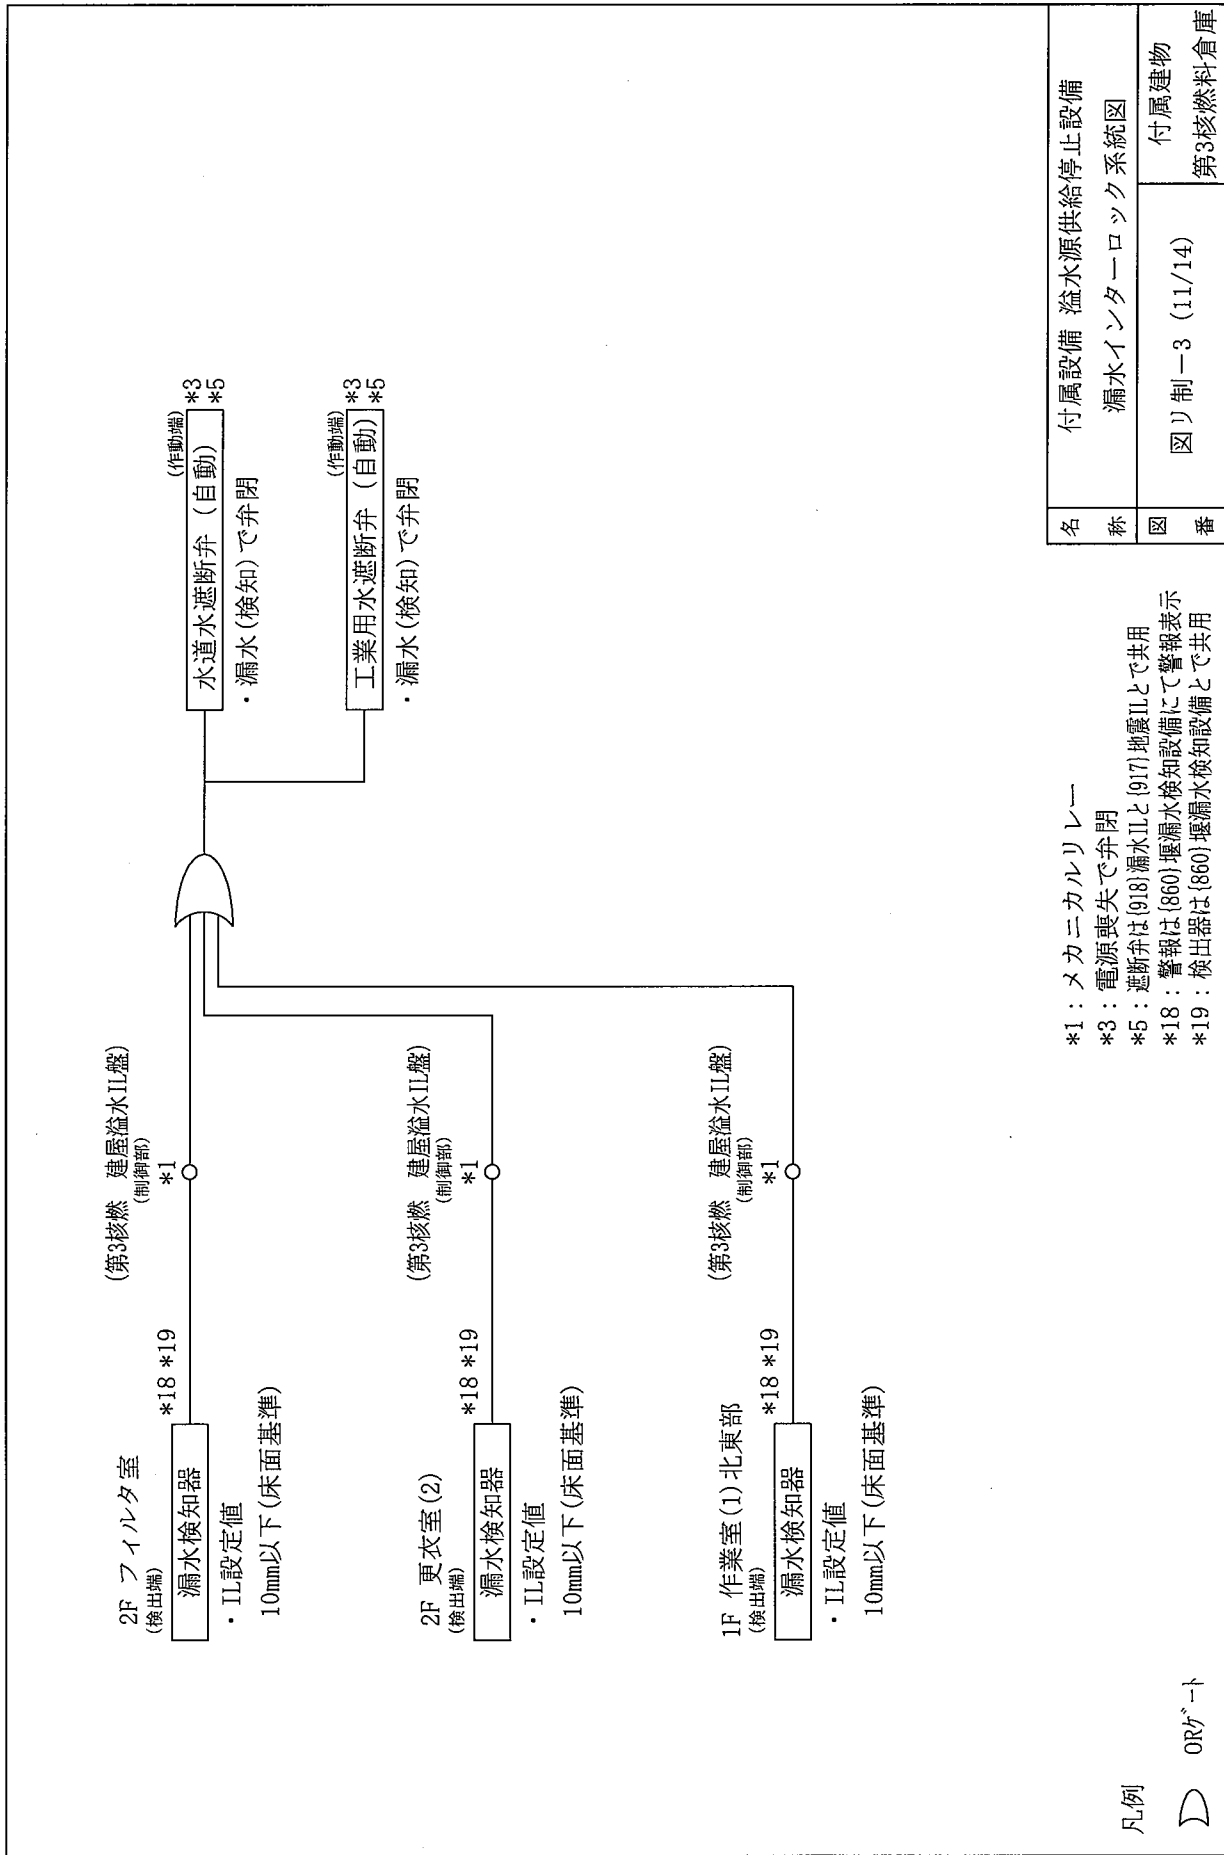 2F フィルタ室
(検出端)
漏水検知器
*18 *19
・IL設定値
10mm以下(床面基準)
(第3核燃 建屋溢水IL盤)
(制御部)
*1
2F 更衣室(2)
(検出端)
漏水検知器
*18 *19
・IL設定値
10mm以下(床面基準)
(第3核燃 建屋溢水IL盤)
(制御部)
*1
1F 作業室(1)北東部
(検出端)
漏水検知器
*18 *19
・IL設定値
10mm以下(床面基準)
(第3核燃 建屋溢水IL盤)
(制御部)
*1
(作動端)
水道水遮断弁 (自動)
*3
*5
・漏水(検知)で弁閉
(作動端)
工業用水遮断弁 (自動)
*3
*5
・漏水(検知)で弁閉
凡例
ORゲート
*1：メカニカルリレー
*3：電源喪失で弁閉
*5：遮断弁は{918}漏水ILと{917}地震ILとで共用
*18：警報は{860}堰漏水検知設備にて警報表示
*19：検出器は{860}堰漏水検知設備とで共用
名称
付属設備 溢水源供給停止設備
漏水インターロック系統図
図番
図リ制－3 (11/14)
付属建物
第3核燃料倉庫